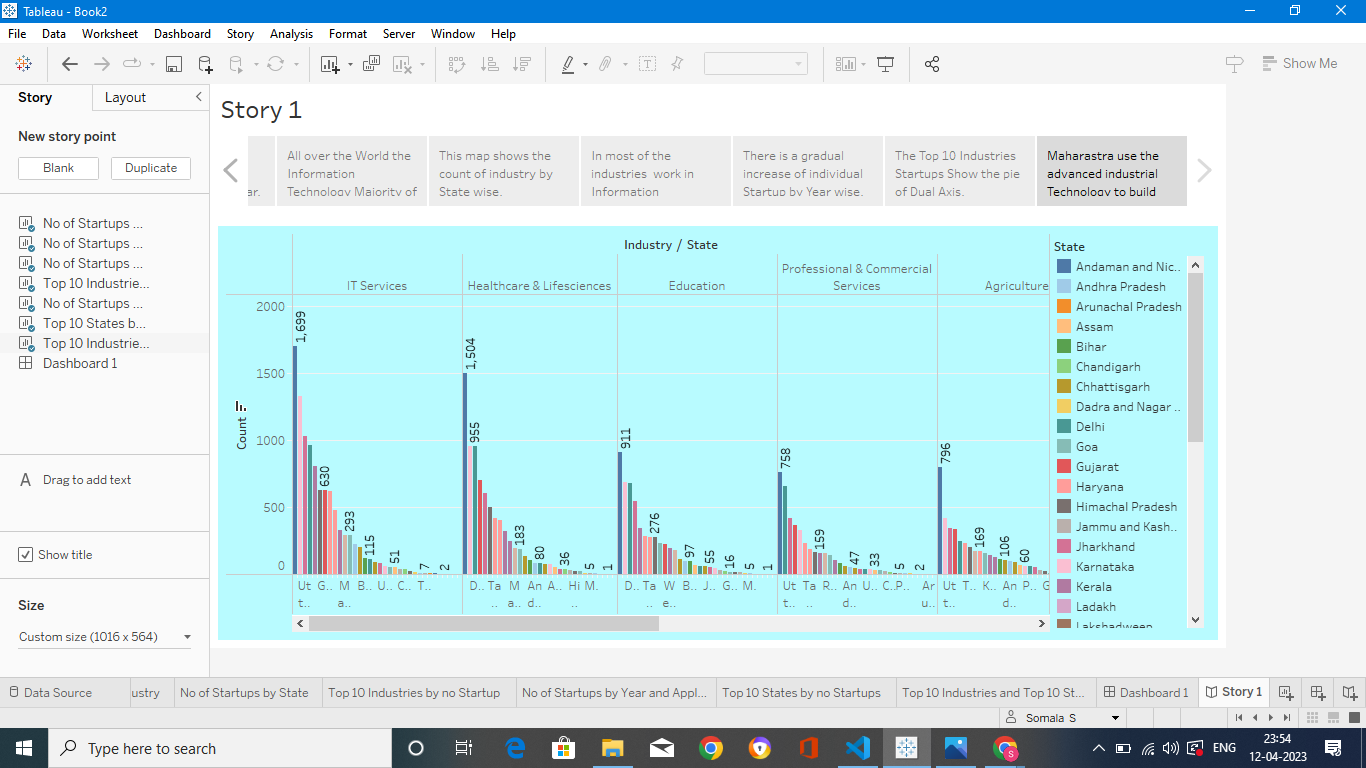 Tableau - Book2
File Data Worksheet Dashboard Story Analysis Format Server Window Help
Show Me
Story Layout
New story point
Blank Duplicate
No of Startups ...
No of Startups ...
No of Startups ...
Top 10 Industrie...
No of Startups ...
Top 10 States b...
Top 10 Industrie...
Dashboard 1
A Drag to add text
Show title
Size
Custom size (1016 x 564)
Story 1
ar.
All over the World the
Information
Technology Majority of
This map shows the
count of industry by
State wise.
In most of the
industries work in
Information
There is a gradual
increase of individual
Startup by Year wise.
The Top 10 Industries
Startups Show the pie
of Dual Axis.
Maharastra use the
advanced industrial
Technology to build
Industry / State
IT Services
Healthcare & Lifesciences
Education
Professional & Commercial
Services
Agriculture
Count
2000
1500
1000
500
0
1,699 630 293 115 51 7 2
1,504 955 183 80 36 5 1
911 276 97 55 16 5 1
758 159 47 33 5 2
796 169 106 60
Ut t.. G.. M a.. B.. U.. C.. T..
D.. Ta .. M a.. An d.. A.. Hi .. M..
D.. Ta .. W e.. B.. J.. G.. M..
Ut t.. Ta .. R.. An d.. U.. C.. P.. Ar u..
Ut t.. T.. K.. An d.. P.. G
State
Andaman and Nic..
Andhra Pradesh
Arunachal Pradesh
Assam
Bihar
Chandigarh
Chhattisgarh
Dadra and Nagar ..
Delhi
Goa
Gujarat
Haryana
Himachal Pradesh
Jammu and Kash..
Jharkhand
Karnataka
Kerala
Ladakh
Lakshadweep
Data Source
ustry
No of Startups by State
Top 10 Industries by no Startup
No of Startups by Year and Appl...
Top 10 States by no Startups
Top 10 Industries and Top 10 St...
Dashboard 1
Story 1
Somala S
Type here to search
S
ENG
23:54
12-04-2023